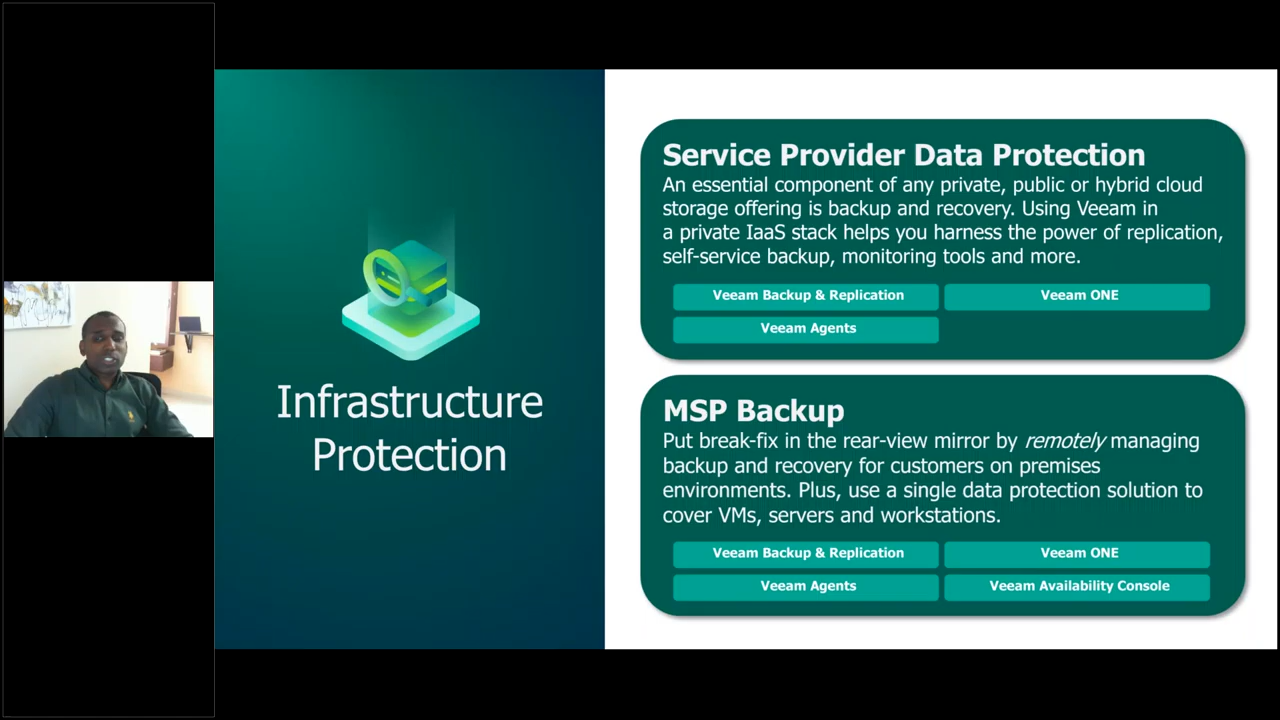 Infrastructure
Protection
Service Provider Data Protection
An essential component of any private, public or hybrid cloud
storage offering is backup and recovery. Using Veeam in
a private IaaS stack helps you harness the power of replication,
self-service backup, monitoring tools and more.
Veeam Backup & Replication
Veeam ONE
Veeam Agents
MSP Backup
Put break-fix in the rear-view mirror by remotely managing
backup and recovery for customers on premises
environments. Plus, use a single data protection solution to
cover VMs, servers and workstations.
Veeam Backup & Replication
Veeam ONE
Veeam Agents
Veeam Availability Console